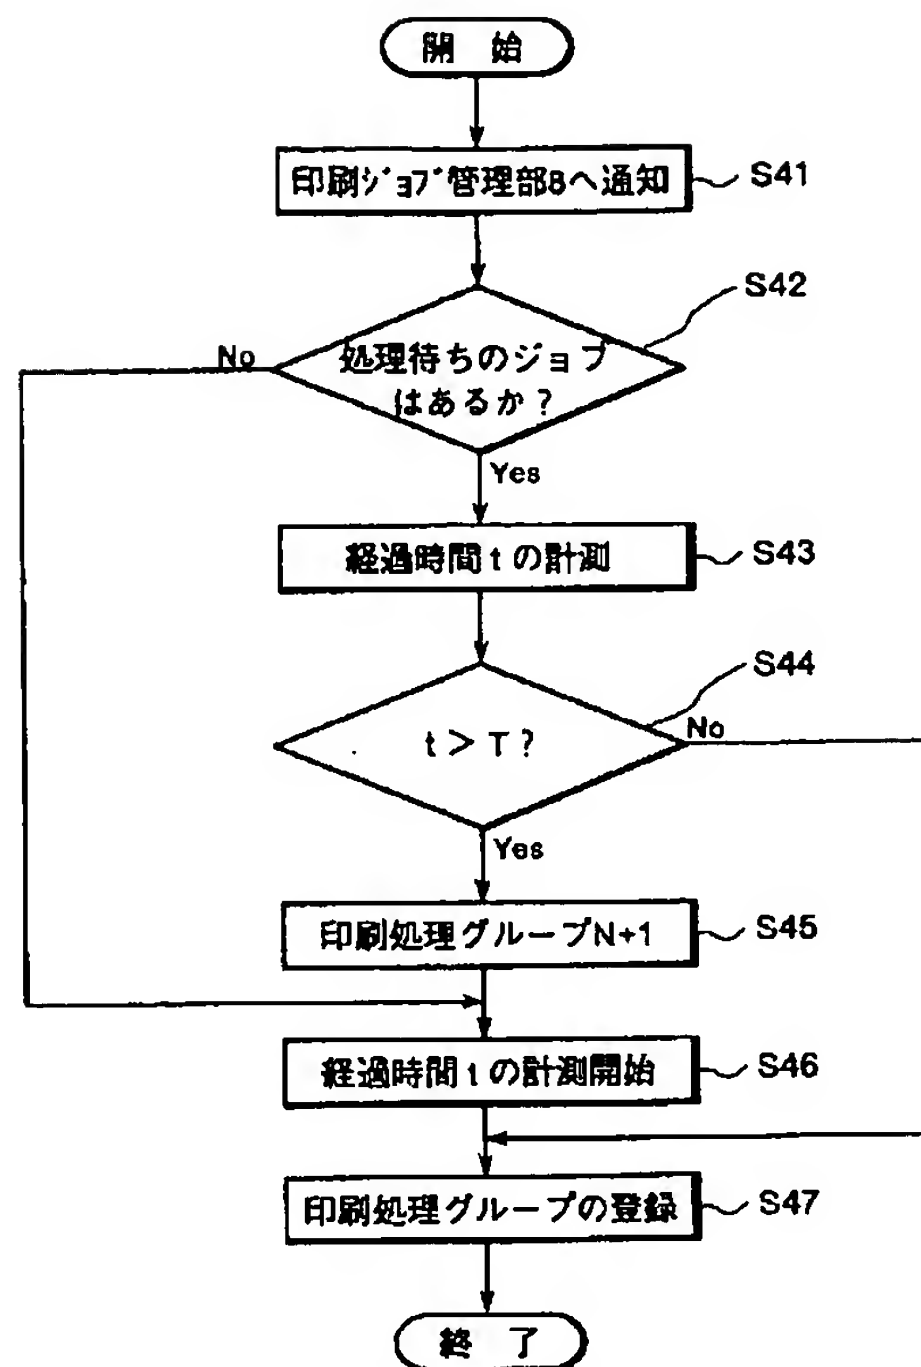 開 始
印刷ジョブ管理部8へ通知
S41
S42
No
処理待ちのジョブ
はあるか?
Yes
経過時間tの計測
S43
S44
t>T?
No
Yes
印刷処理グループN+1
S45
経過時間tの計測開始
S46
印刷処理グループの登録
S47
終 了